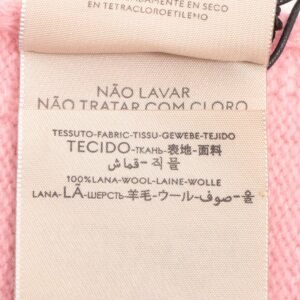 EN TETRACLOROETILENO
NÃO LAVAR
NÃO TRATAR COM CLORO
TESSUTO-FABRIC-TISSU-GEWEBE-TEJIDO
TECIDO-ТКАНЬ-表地-面料
قماش-직물
100%LANA-WOOL-LAINE-WOLLE
LANA-LÃ-ШЕРСТЬ-羊毛-ウール-صوف-울